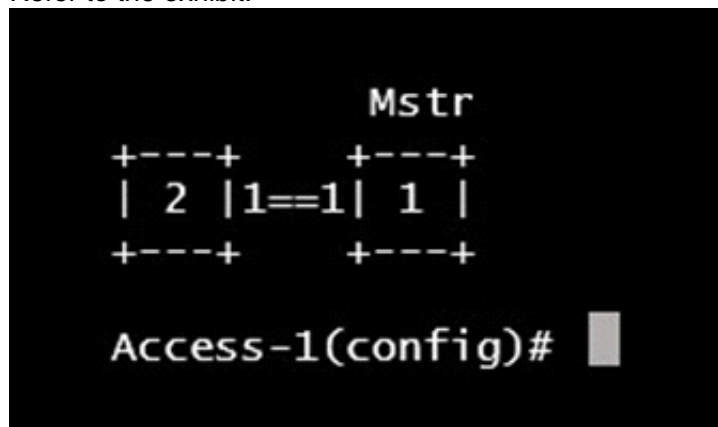 Refer to the exhibit.
Mstr
+---+ +---+
| 2 |1==1| 1 |
+---+ +---+
Access-1(config)#